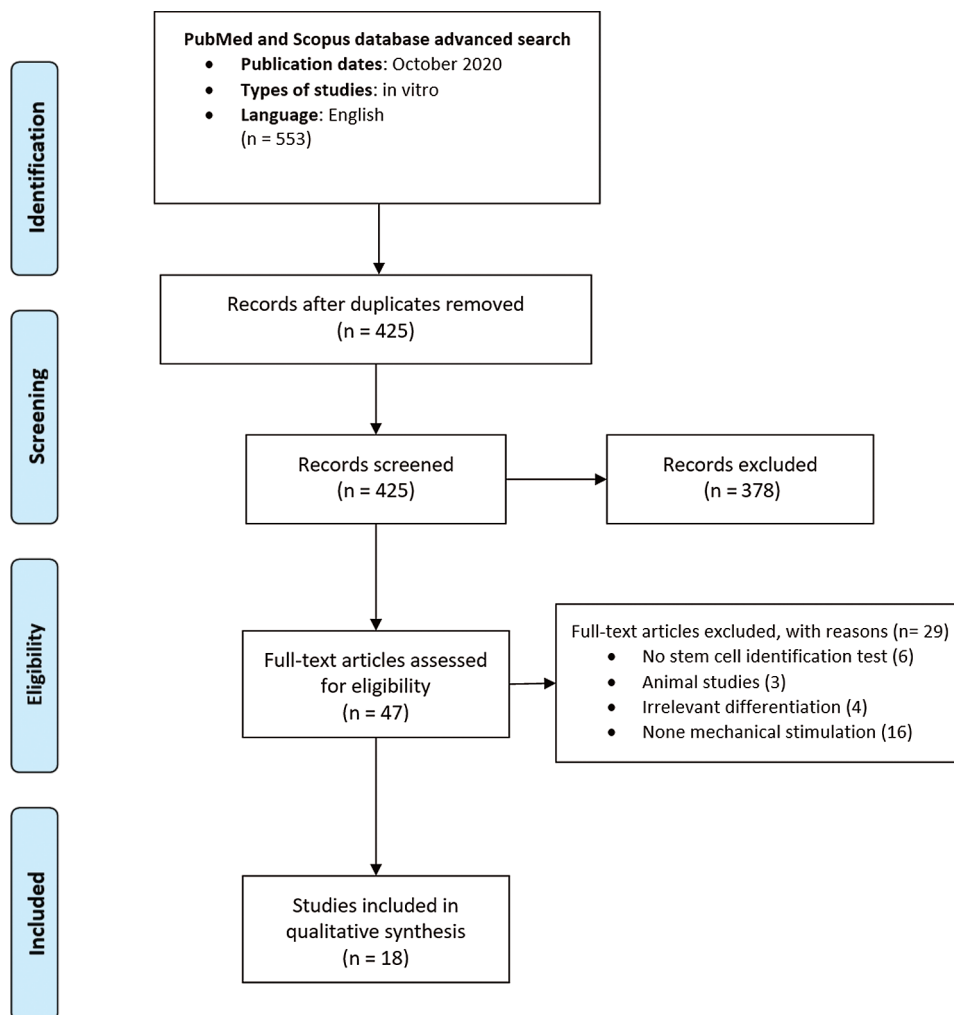 PubMed and Scopus database advanced search
• Publication dates: October 2020
• Types of studies: in vitro
• Language: English
(n = 553)
Identification
Records after duplicates removed
(n = 425)
Screening
Records screened
(n = 425)
Records excluded
(n = 378)
Eligibility
Full-text articles assessed
for eligibility
(n = 47)
Full-text articles excluded, with reasons (n= 29)
• No stem cell identification test (6)
• Animal studies (3)
• Irrelevant differentiation (4)
• None mechanical stimulation (16)
Included
Studies included in
qualitative synthesis
(n = 18)